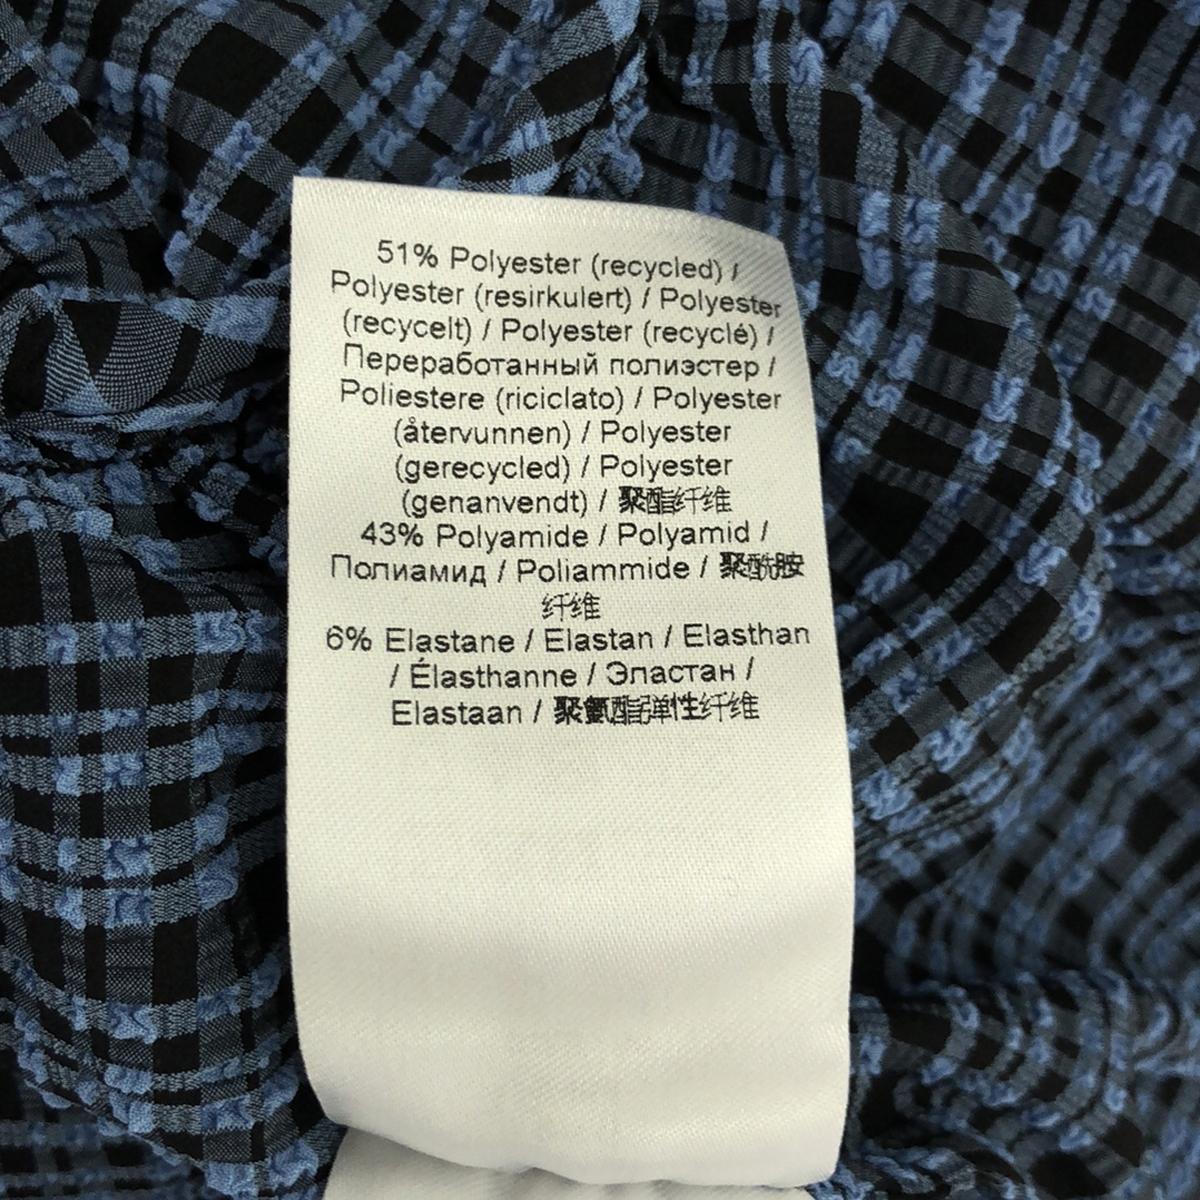 51% Polyester (recycled) /
Polyester (resirkulert) / Polyester
(recycelt) / Polyester (recyclé) /
Переработанный полиэстер /
Poliestere (riciclato) / Polyester
(återvunnen) / Polyester
(gerecycled) / Polyester
(genanvendt) / 聚酯纤维
43% Polyamide / Polyamid /
Полиамид / Poliammide / 聚酰胺
纤维
6% Elastane / Elastan / Elasthan
/ Élasthanne / Эластан /
Elastaan / 聚氨酯弹性纤维